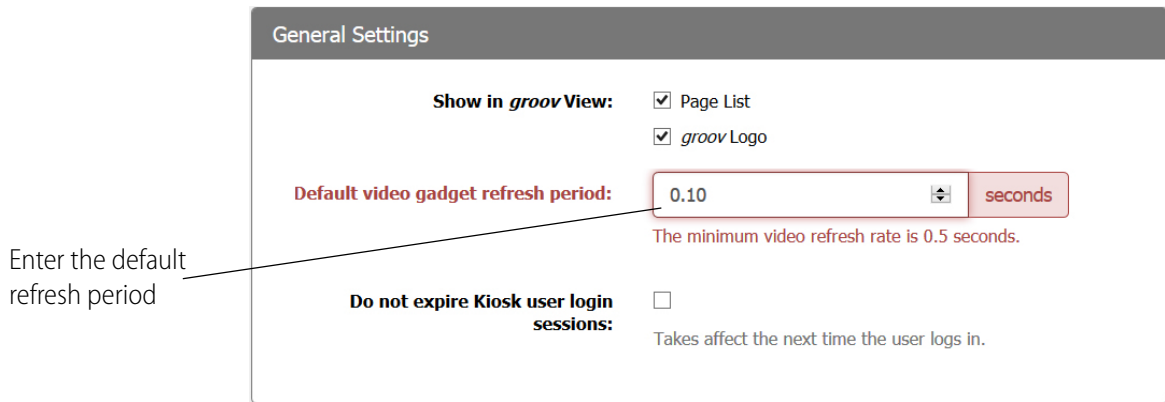 General Settings
Show in groov View:
Page List
groov Logo
Default video gadget refresh period:
0.10
seconds
The minimum video refresh rate is 0.5 seconds.
Enter the default
refresh period
Do not expire Kiosk user login
sessions:
Takes affect the next time the user logs in.